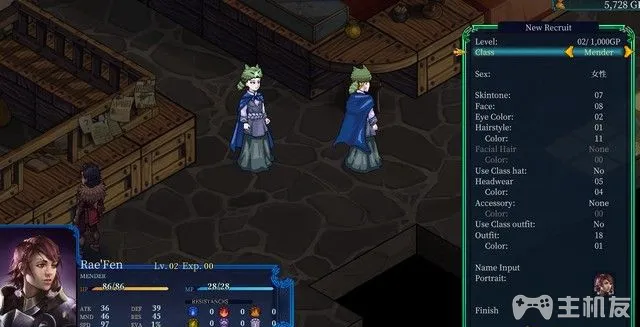 5,728 GP
New Recruit
Level: 02/ 1,000GP
Class Mender
Sex: 女性
Skintone: 07
Face: 08
Eye Color: 02
Hairstyle: 01
Color: 11
Facial Hair None
Color: 00
Use Class hat: No
Headwear 05
Color: 04
Accessory: None
Color: 00
Use Class outfit: No
Outfit: 18
Color: 01
Name Input
Portrait:
Finish
Rae'Fen Lv. 02 Exp. 00
MENDER
HP 86/86 MP 28/28
ATK 36 DEF 39 RESISTANCES
MND 46 RES 44 0 0 0
SPD 97 EVA 1% 0 0 0
主机友